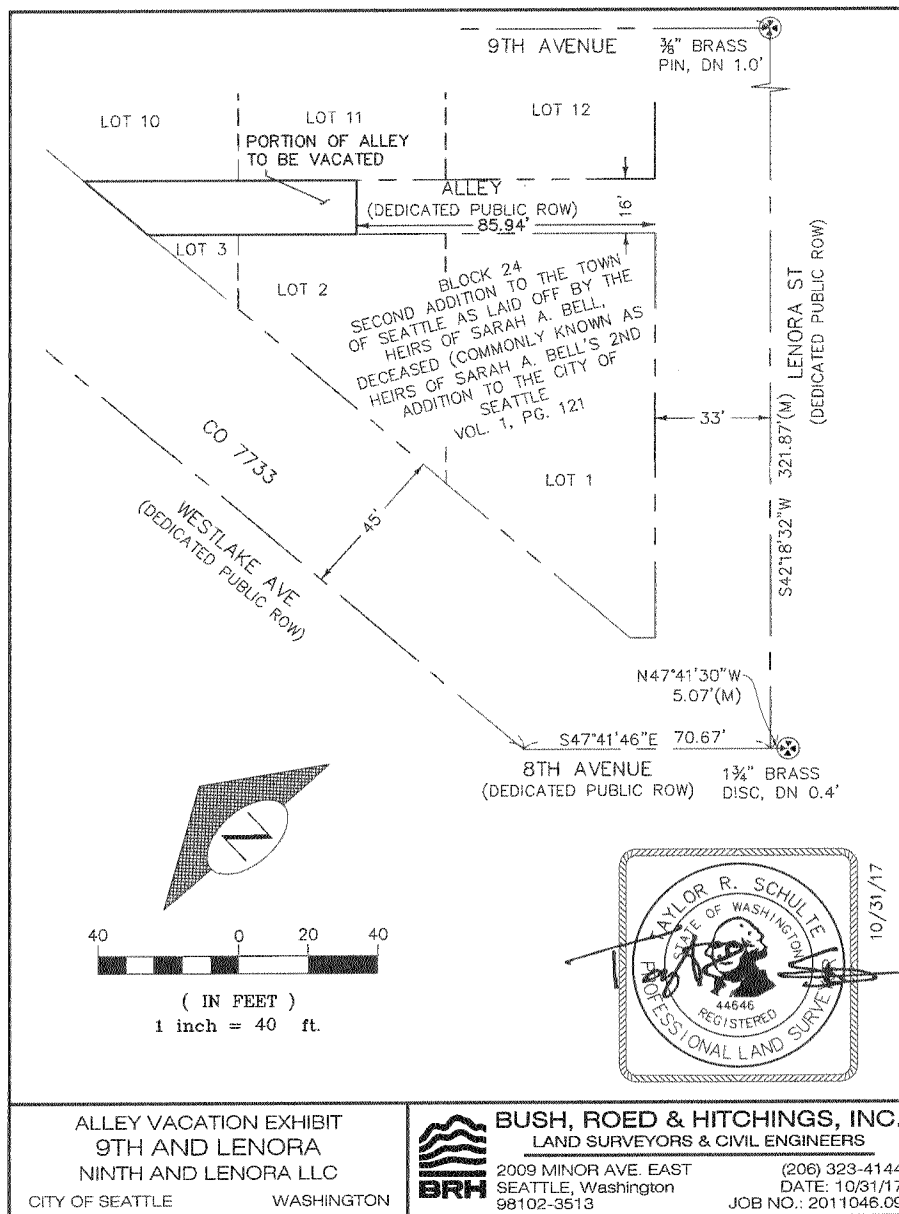 9TH AVENUE
⅜" BRASS
PIN, DN 1.0'
LOT 10
LOT 11
LOT 12
PORTION OF ALLEY
TO BE VACATED
ALLEY
(DEDICATED PUBLIC ROW)
85.94'
16'
LOT 3
LOT 2
BLOCK 24
SECOND ADDITION TO THE TOWN
OF SEATTLE AS LAID OFF BY THE
HEIRS OF SARAH A. BELL,
DECEASED (COMMONLY KNOWN AS
HEIRS OF SARAH A. BELL'S 2ND
ADDITION TO THE CITY OF
SEATTLE
VOL. 1, PG. 121
LENORA ST
(DEDICATED PUBLIC ROW)
33'
S42°18'32"W 321.87'(M)
CO 7733
LOT 1
45'
WESTLAKE AVE
(DEDICATED PUBLIC ROW)
N47°41'30"W
5.07'(M)
S47°41'46"E 70.67'
8TH AVENUE
(DEDICATED PUBLIC ROW)
1¾" BRASS
DISC, DN 0.4'
N
40 0 20 40
( IN FEET )
1 inch = 40 ft.
TAYLOR R. SCHULTE
STATE OF WASHINGTON
44646
REGISTERED
PROFESSIONAL LAND SURVEYOR
10/31/17
ALLEY VACATION EXHIBIT
9TH AND LENORA
NINTH AND LENORA LLC
CITY OF SEATTLE WASHINGTON
BRH
BUSH, ROED & HITCHINGS, INC.
LAND SURVEYORS & CIVIL ENGINEERS
2009 MINOR AVE. EAST (206) 323-4144
SEATTLE, Washington DATE: 10/31/17
98102-3513 JOB NO.: 2011046.09